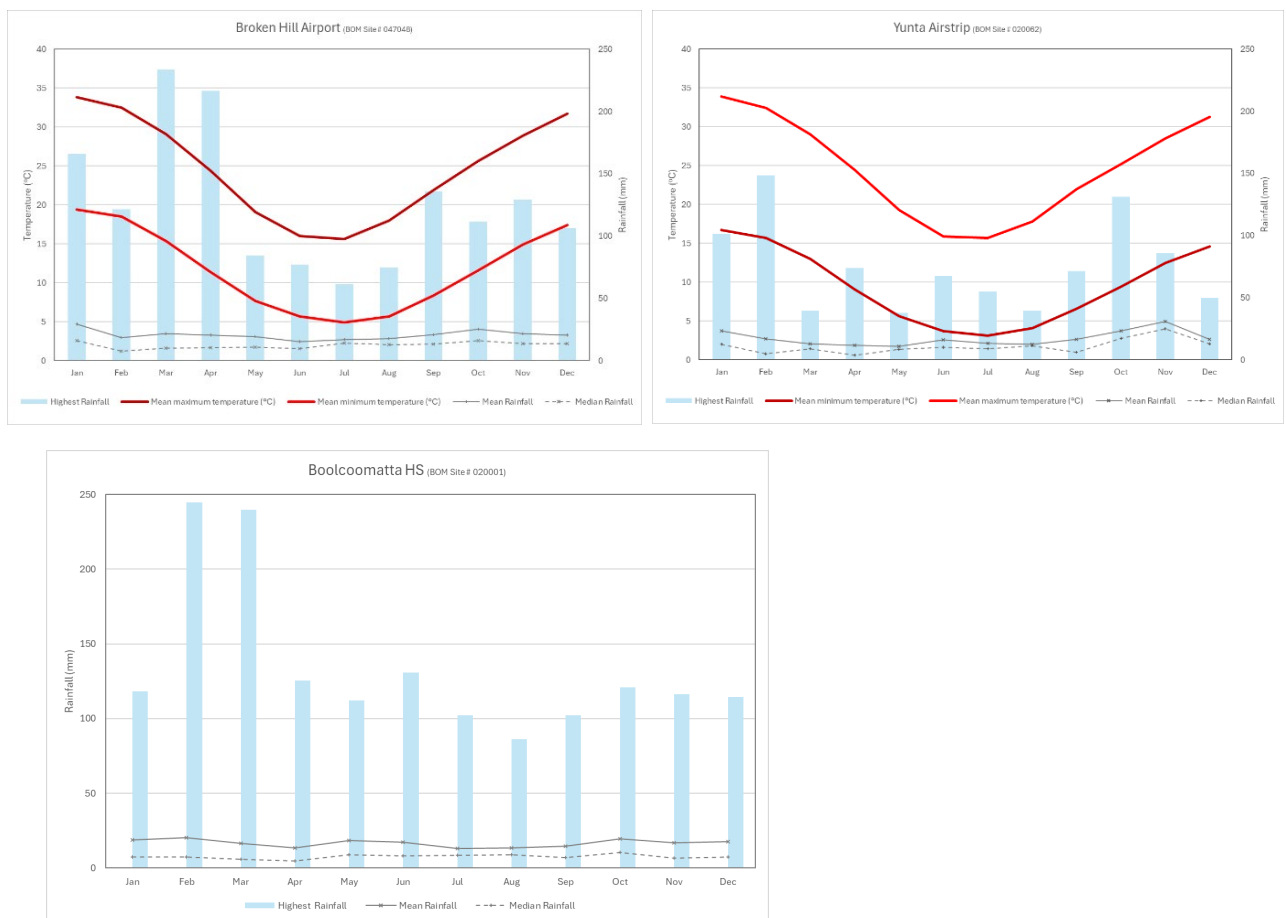 Broken Hill Airport (BOM Site # 047048)
40
35
30
25
20
15
10
5
0
Temperature (°C)
250
200
150
100
50
0
Rainfall (mm)
Jan Feb Mar Apr May Jun Jul Aug Sep Oct Nov Dec
Highest Rainfall Mean maximum temperature (°C) Mean minimum temperature (°C) Mean Rainfall Median Rainfall
Yunta Airstrip (BOM Site # 020062)
40
35
30
25
20
15
10
5
0
Temperature (°C)
250
200
150
100
50
0
Rainfall (mm)
Jan Feb Mar Apr May Jun Jul Aug Sep Oct Nov Dec
Highest Rainfall Mean minimum temperature (°C) Mean maximum temperature (°C) Mean Rainfall Median Rainfall
Boolcoomatta HS (BOM Site # 020001)
250
200
150
100
50
0
Rainfall (mm)
Jan Feb Mar Apr May Jun Jul Aug Sep Oct Nov Dec
Highest Rainfall Mean Rainfall Median Rainfall